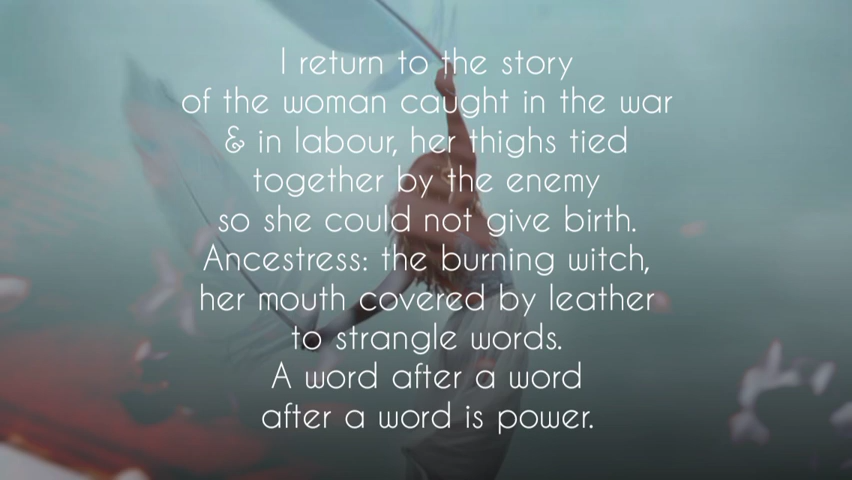 I return to the story
of the woman caught in the war
& in labour, her thighs tied
together by the enemy
so she could not give birth.
Ancestress: the burning witch,
her mouth covered by leather
to strangle words.
A word after a word
after a word is power.